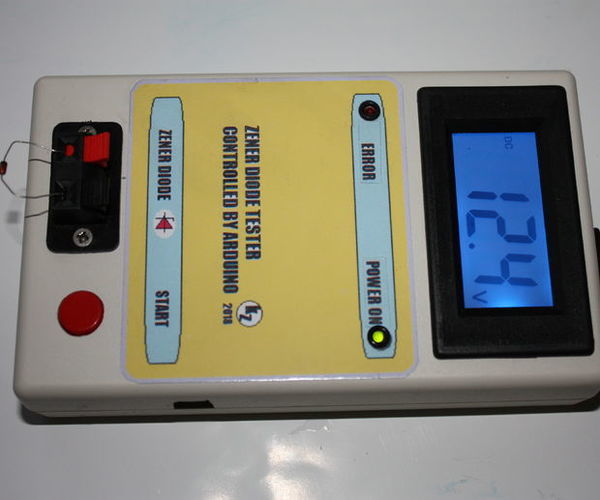 DC
12.4 V
ERROR
POWER ON
ZENER DIODE TESTER
CONTROLLED BY ARDUINO
2018
ZENER DIODE
START